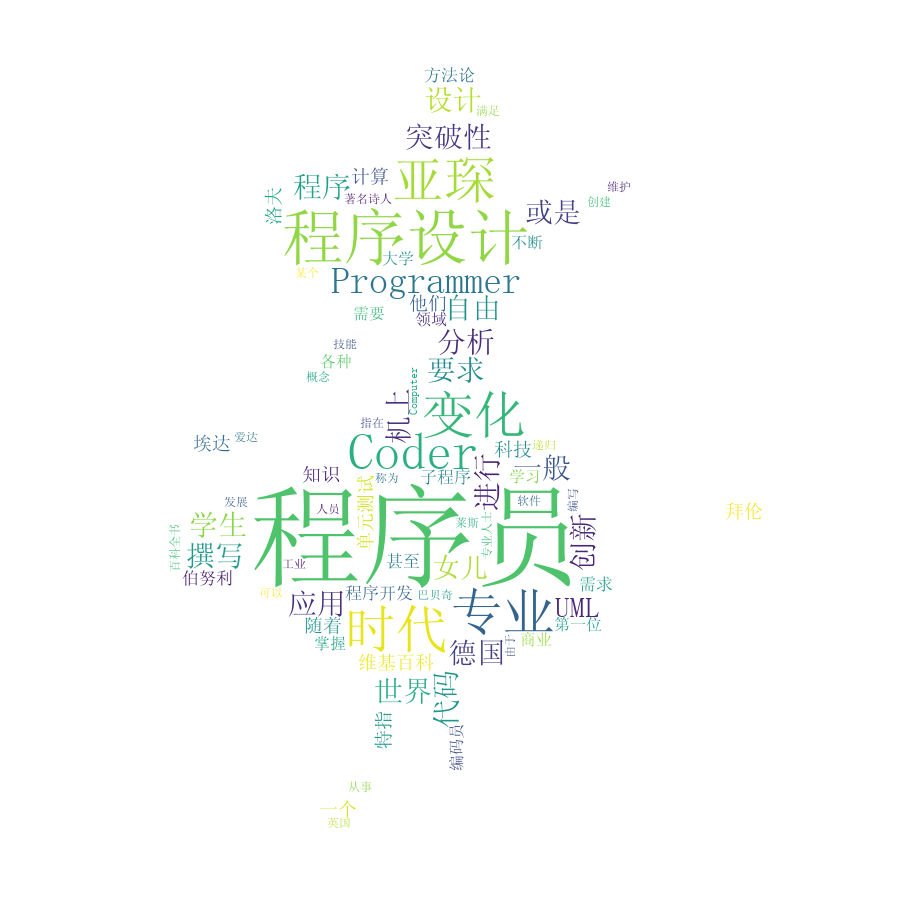 方法论
设计
满足
突破性
亚琛
程序
计算
著名诗人
洛夫
维护
创建
或是
程序设计
不断
大学
某个
Programmer
他们
自由
领域
需要
分析
技能
各种
要求
概念
Computer
机上
变化
指在
埃达
爱达
Coder
科技
递归
一般
进行
知识
称为
子程序
学习
单元测试
程序员
软件
编写
人员
发展
学生
莱斯
专业人士
创新
拜伦
百科全书
撰写
伯努利
工业
甚至
女儿
需求
可以
应用
程序开发
巴贝奇
专业
UML
随着
时代
第一位
掌握
德国
由于
商业
维基百科
世界
代码
特指
编码员
从事
一个
英国